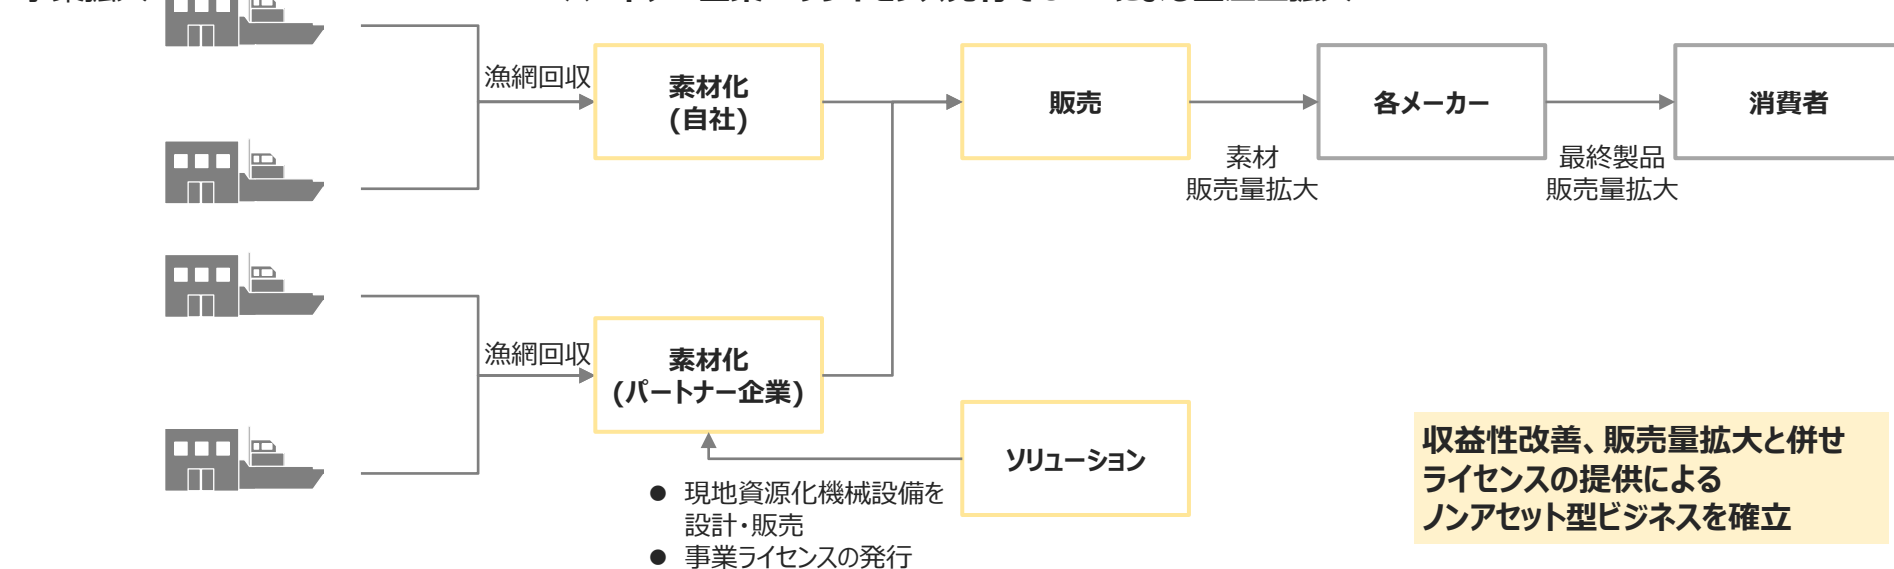 漁網回収
素材化
(自社)
販売
各メーカー
消費者
素材
販売量拡大
最終製品
販売量拡大
漁網回収
素材化
(パートナー企業)
ソリューション
● 現地資源化機械設備を
設計・販売
● 事業ライセンスの発行
収益性改善、販売量拡大と併せ
ライセンスの提供による
ノンアセット型ビジネスを確立